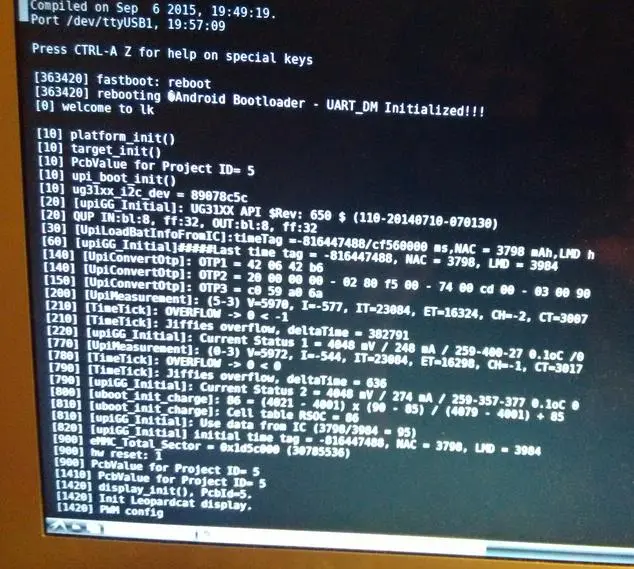 Compiled on Sep  6 2015, 19:49:19.
Port /dev/ttyUSB1, 19:57:09
Press CTRL-A Z for help on special keys
[363420] fastboot: reboot
[363420] rebooting �Android Bootloader - UART_DM Initialized!!!
[0] welcome to lk
[10] platform_init()
[10] target_init()
[10] PcbValue for Project ID= 5
[10] upi_boot_init()
[10] ug31xx_i2c_dev = 89078c5c
[20] [upiGG_Initial]: UG31XX API $Rev: 650 $ (110-20140710-070130)
[20] QUP IN:bl:8, ff:32, OUT:bl:8, ff:32
[30] [UpiLoadBatInfoFromIC]:timeTag =-816447488/cf560000 ms,NAC = 3798 mAh,LMD h
[60] [upiGG_Initial]#####Last time tag = -816447488, NAC = 3798, LMD = 3984
[140] [UpiConvertOtp]: OTP1 = 42 06 42 b6
[140] [UpiConvertOtp]: OTP2 = 20 00 00 00 - 02 80 f5 00 - 74 00 cd 00 - 03 00 90
[150] [UpiConvertOtp]: OTP3 = c0 59 a0 6a
[200] [UpiMeasurement]: (5-3) V=5970, I=-577, IT=23084, ET=16324, CH=-2, CT=3007
[210] [TimeTick]: OVERFLOW -> 0 < -1
[210] [TimeTick]: Jiffies overflow, deltaTime = 382791
[220] [upiGG_Initial]: Current Status 1 = 4048 mV / 248 mA / 259-400-27 0.1oC /0
[770] [UpiMeasurement]: (0-3) V=5972, I=-544, IT=23084, ET=16298, CH=-1, CT=3017
[780] [TimeTick]: OVERFLOW -> 0 < 0
[790] [TimeTick]: Jiffies overflow, deltaTime = 636
[790] [upiGG_Initial]: Current Status 2 = 4048 mV / 274 mA / 259-357-377 0.1oC 0
[800] [uboot_init_charge]: 86 = (4021 - 4001) x (90 - 85) / (4079 - 4001) + 85
[810] [uboot_init_charge]: Cell table RSOC = 86
[810] [upiGG_Initial]: Use data from IC (3798/3984 = 95)
[820] [upiGG_Initial] initial time tag = -816447488, NAC = 3798, LMD = 3984
[900] eMMC_Total_Sector = 0x1d5c000 (30785536)
[900] hw reset: 1
[900] PcbValue for Project ID= 5
[1410] PcbValue for Project ID= 5
[1420] display_init(), PcbId=5.
[1420] Init Leopardcat display.
[1420] PWM config